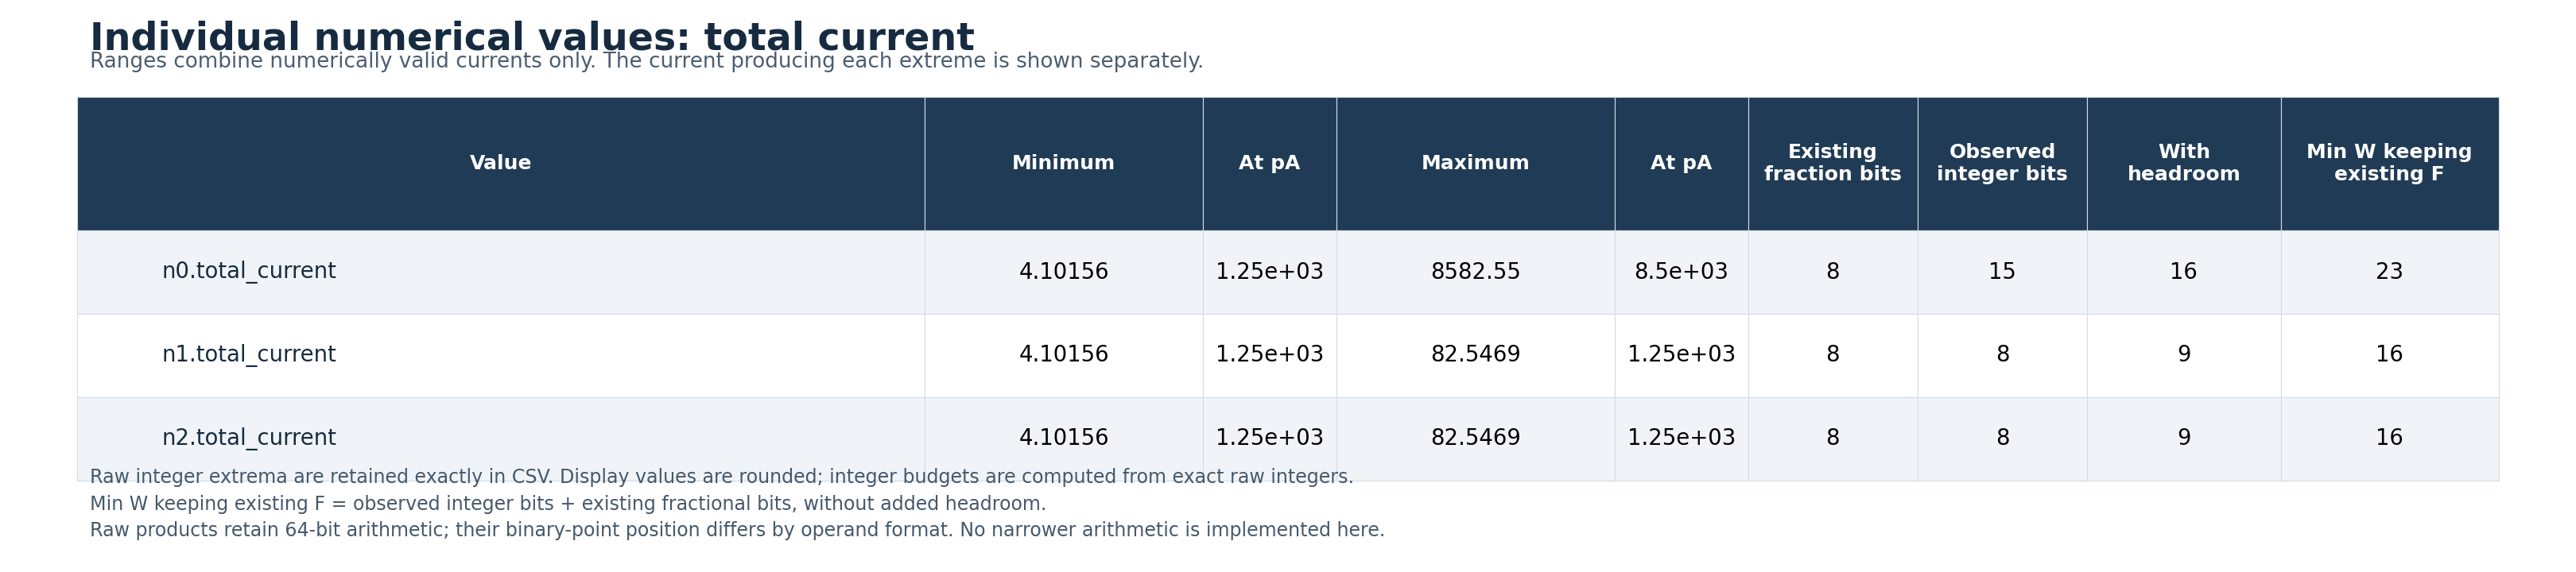 Individual numerical values: total current
Ranges combine numerically valid currents only. The current producing each extreme is shown separately.
Value Minimum At pA Maximum At pA Existing fraction bits Observed integer bits With headroom Min W keeping existing F
n0.total_current 4.10156 1.25e+03 8582.55 8.5e+03 8 15 16 23
n1.total_current 4.10156 1.25e+03 82.5469 1.25e+03 8 8 9 16
n2.total_current 4.10156 1.25e+03 82.5469 1.25e+03 8 8 9 16
Raw integer extrema are retained exactly in CSV. Display values are rounded; integer budgets are computed from exact raw integers.
Min W keeping existing F = observed integer bits + existing fractional bits, without added headroom.
Raw products retain 64-bit arithmetic; their binary-point position differs by operand format. No narrower arithmetic is implemented here.